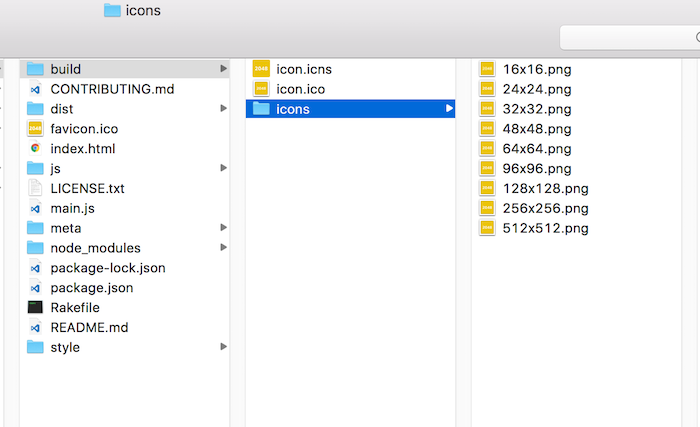 icons
build
CONTRIBUTING.md
dist
favicon.ico
index.html
js
LICENSE.txt
main.js
meta
node_modules
package-lock.json
package.json
Rakefile
README.md
style
icon.icns
icon.ico
icons
16x16.png
24x24.png
32x32.png
48x48.png
64x64.png
96x96.png
128x128.png
256x256.png
512x512.png